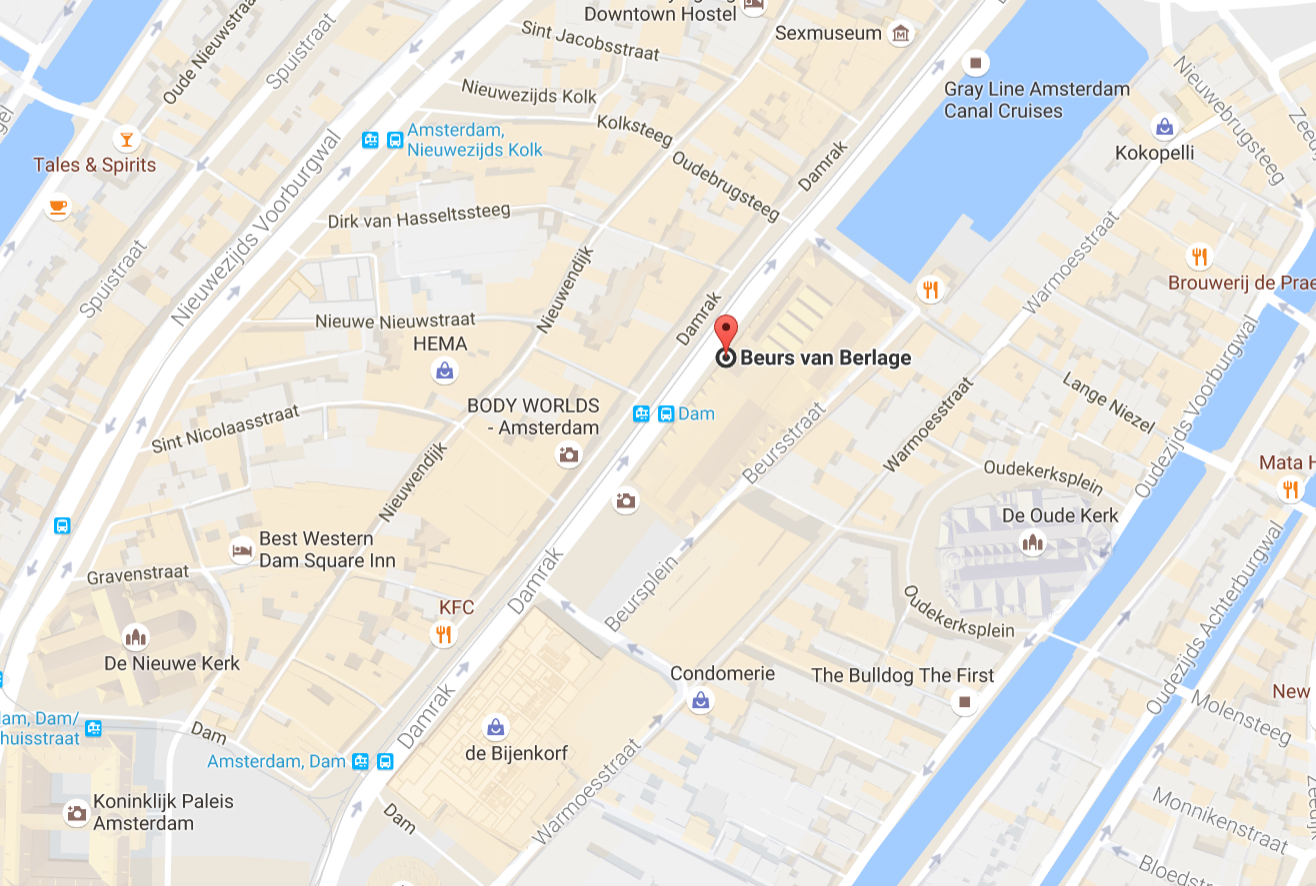 Downtown Hostel
Sexmuseum
Sint Jacobsstraat
Oude Nieuwstraat
Spuistraat
Gray Line Amsterdam
Canal Cruises
Nieuwebrugsteeg
Nieuwezijds Kolk
Kolksteeg
Amsterdam,
Nieuwezijds Kolk
Oudebrugsteeg
Damrak
Kokopelli
Tales & Spirits
Nieuwezijds Voorburgwal
Dirk van Hasseltssteeg
Spuistraat
Nieuwendijk
Damrak
Warmoesstraat
Brouwerij de Prae
Nieuwe Nieuwstraat
HEMA
Beurs van Berlage
BODY WORLDS
- Amsterdam
Dam
Sint Nicolaasstraat
Nieuwendijk
Beursstraat
Warmoesstraat
Lange Niezel
Oudezijds Voorburgwal
Oudekerksplein
Mata H
De Oude Kerk
Best Western
Dam Square Inn
Gravenstraat
Damrak
Beursplein
Oudekerksplein
Oudezijds Achterburgwal
KFC
De Nieuwe Kerk
Condomerie
The Bulldog The First
New
Molensteeg
dam, Dam/
huisstraat
Dam
Damrak
Amsterdam, Dam
de Bijenkorf
Warmoesstraat
Koninklijk Paleis
Amsterdam
Dam
Monnikenstraat
Bloedst